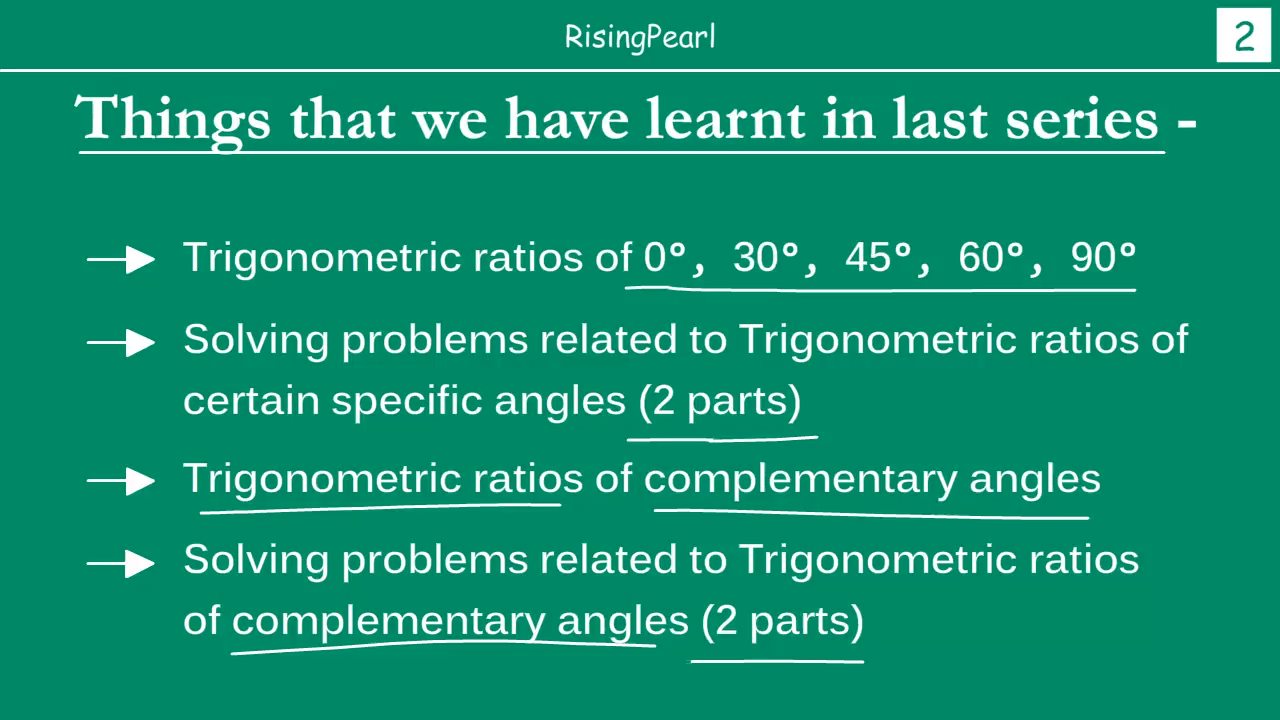 RisingPearl
2
Things that we have learnt in last series -
Trigonometric ratios of 0°, 30°, 45°, 60°, 90°
Solving problems related to Trigonometric ratios of
certain specific angles (2 parts)
Trigonometric ratios of complementary angles
Solving problems related to Trigonometric ratios
of complementary angles (2 parts)